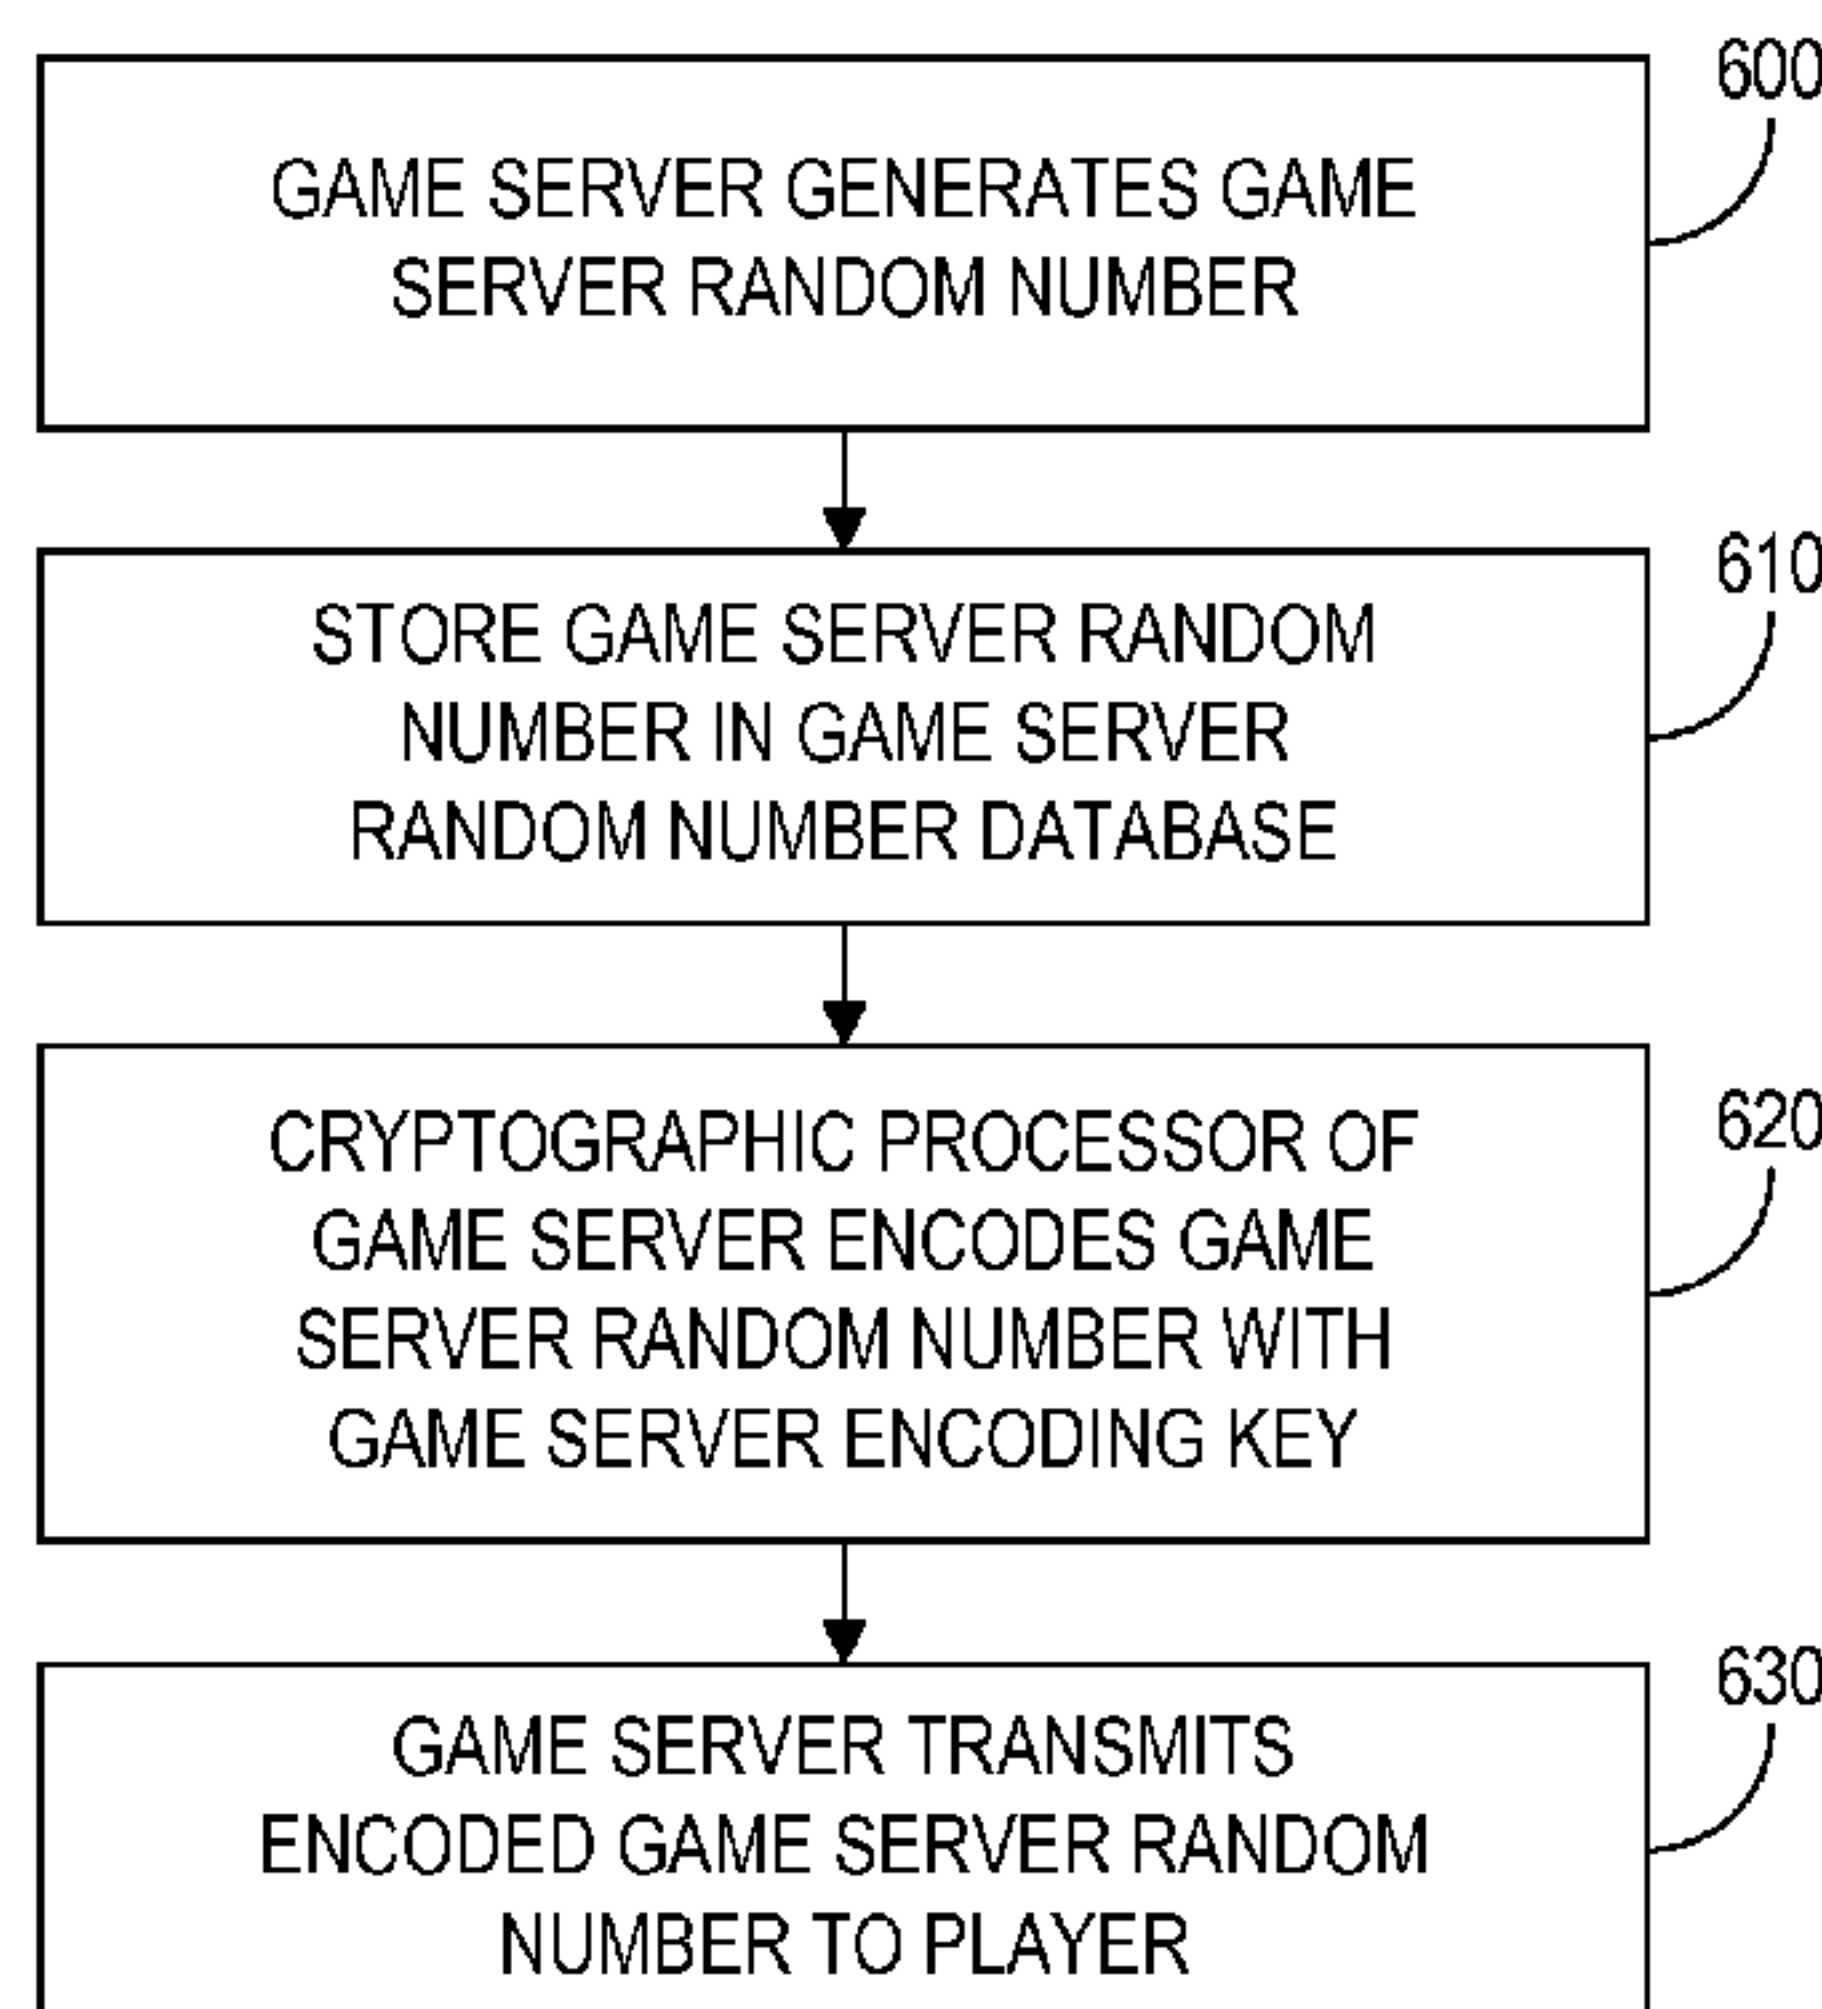 600
GAME SERVER GENERATES GAME
SERVER RANDOM NUMBER
610
STORE GAME SERVER RANDOM
NUMBER IN GAME SERVER
RANDOM NUMBER DATABASE
620
CRYPTOGRAPHIC PROCESSOR OF
GAME SERVER ENCODES GAME
SERVER RANDOM NUMBER WITH
GAME SERVER ENCODING KEY
630
GAME SERVER TRANSMITS
ENCODED GAME SERVER RANDOM
NUMBER TO PLAYER